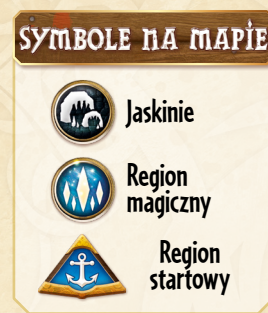 SYMBOLE NA MAPIE
Jaskinie
Region
magiczny
Region
startowy